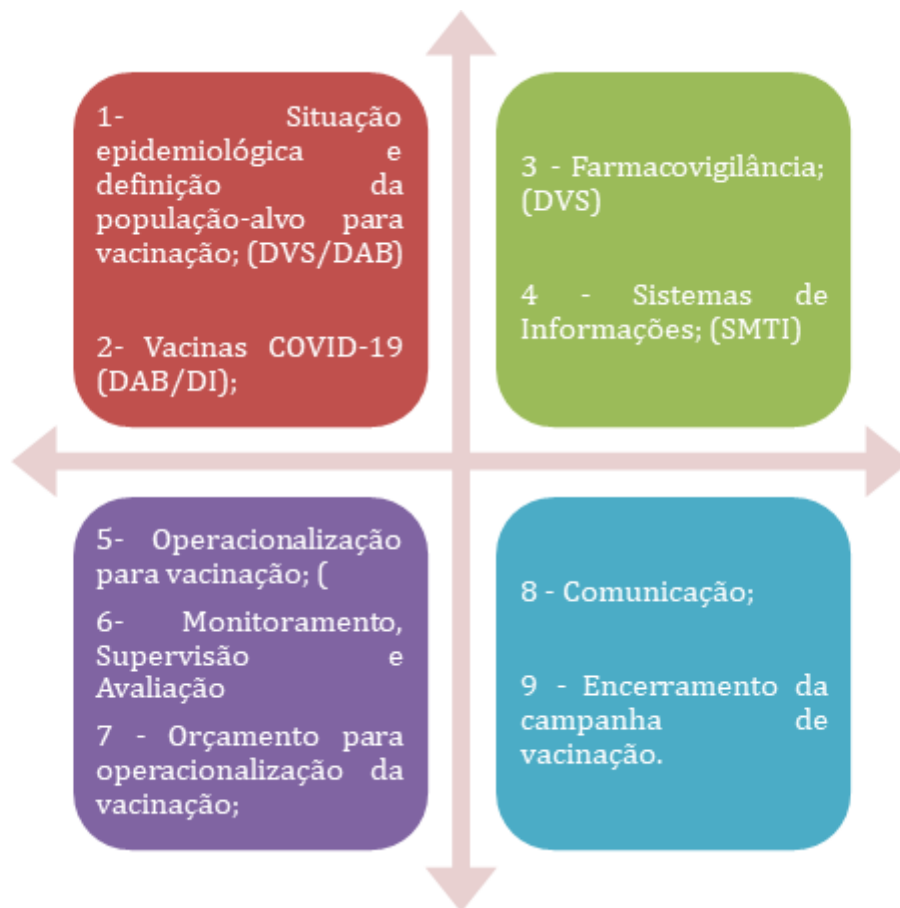 1- Situação
epidemiológica e
definição da
população-alvo para
vacinação; (DVS/DAB)
2- Vacinas COVID-19
(DAB/DI);
3 - Farmacovigilância;
(DVS)
4 - Sistemas de
Informações; (SMTI)
5- Operacionalização
para vacinação; (
6- Monitoramento,
Supervisão e
Avaliação
7 - Orçamento para
operacionalização da
vacinação;
8 - Comunicação;
9 - Encerramento da
campanha de
vacinação.